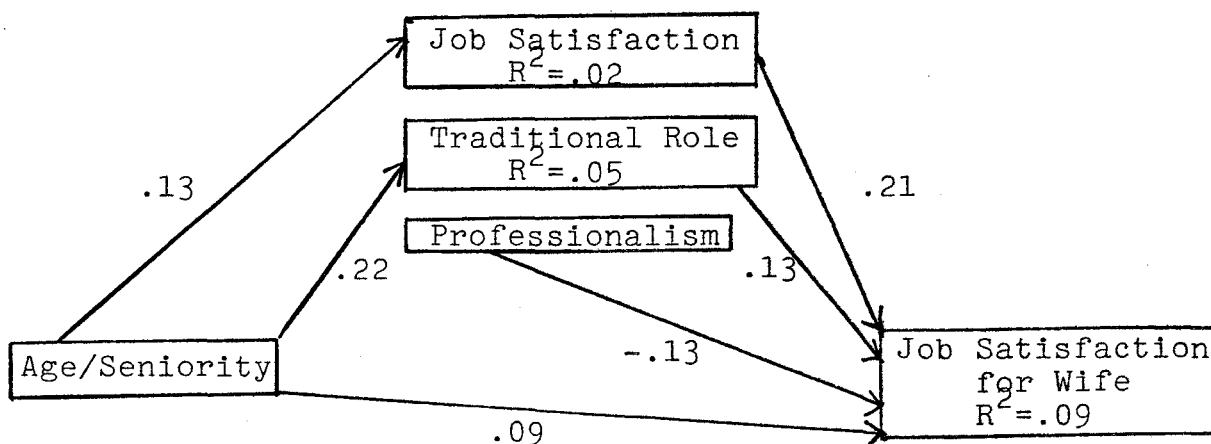 Job Satisfaction
R²=.02
Traditional Role
R²=.05
.13
.21
Professionalism
.22
.13
-.13
Age/Seniority
Job Satisfaction
for Wife
R²=.09
.09